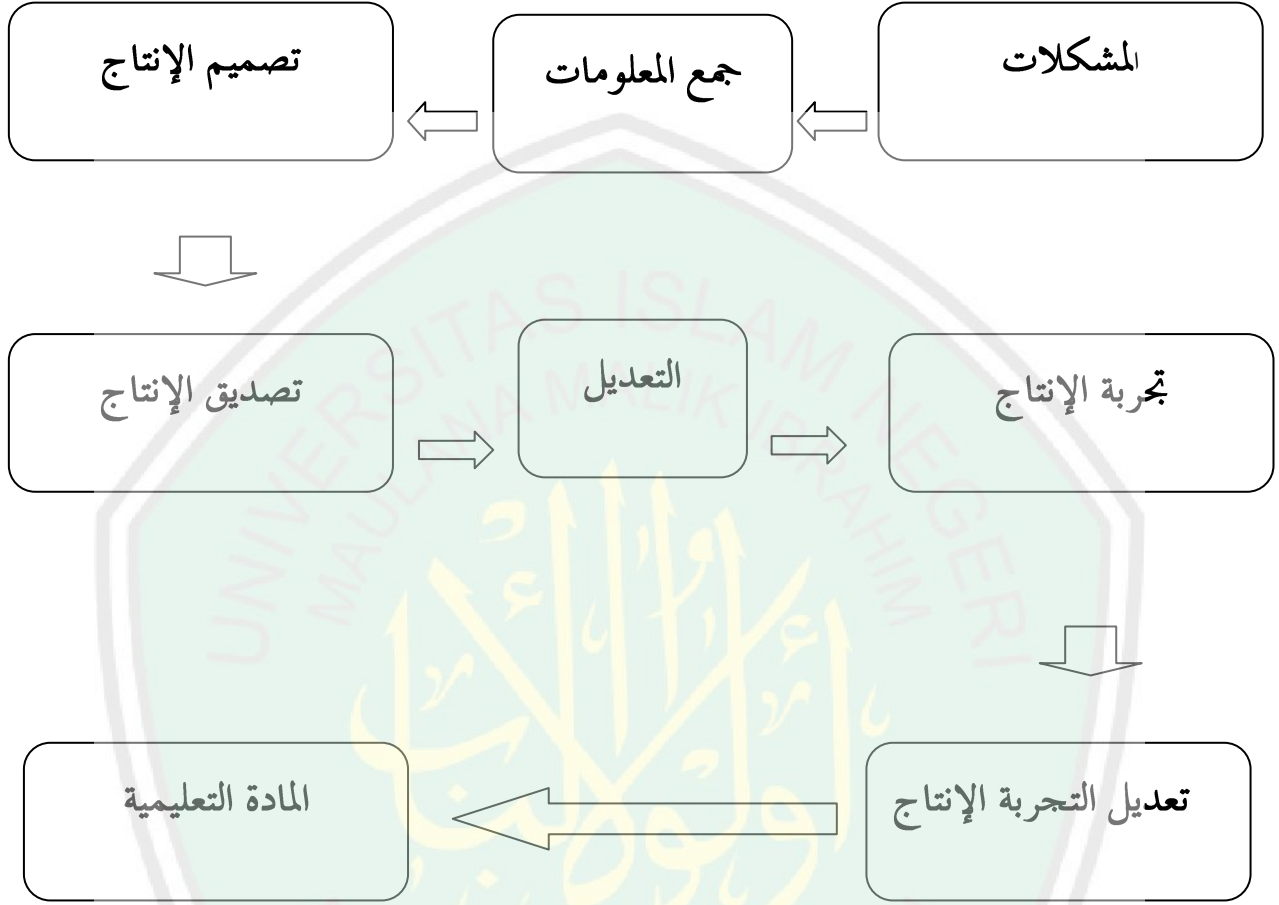 المشكلات
جمع المعلومات
تصميم الإنتاج
تصديق الإنتاج
التعديل
تجربة الإنتاج
تعديل التجربة الإنتاج
المادة التعليمية
UNIVERSITAS ISLAM NEGERI
MAULANA MALIK IBRAHIM